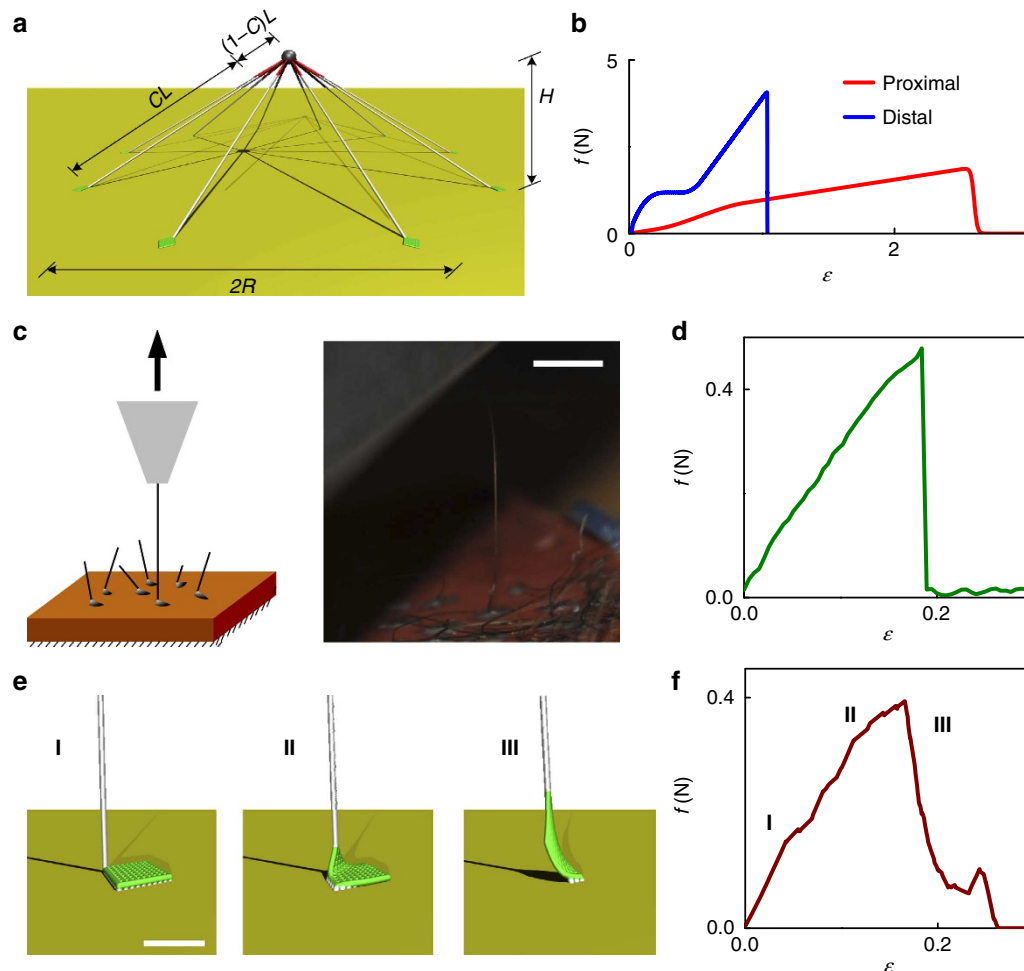 a
(1–C)L
CL
H
2R
b
5
f (N)
0
0
2
ε
Proximal
Distal
c
d
0.4
f (N)
0.0
0.0
0.2
ε
e
I
II
III
f
0.4
f (N)
0.0
0.0
0.2
ε
I
II
III